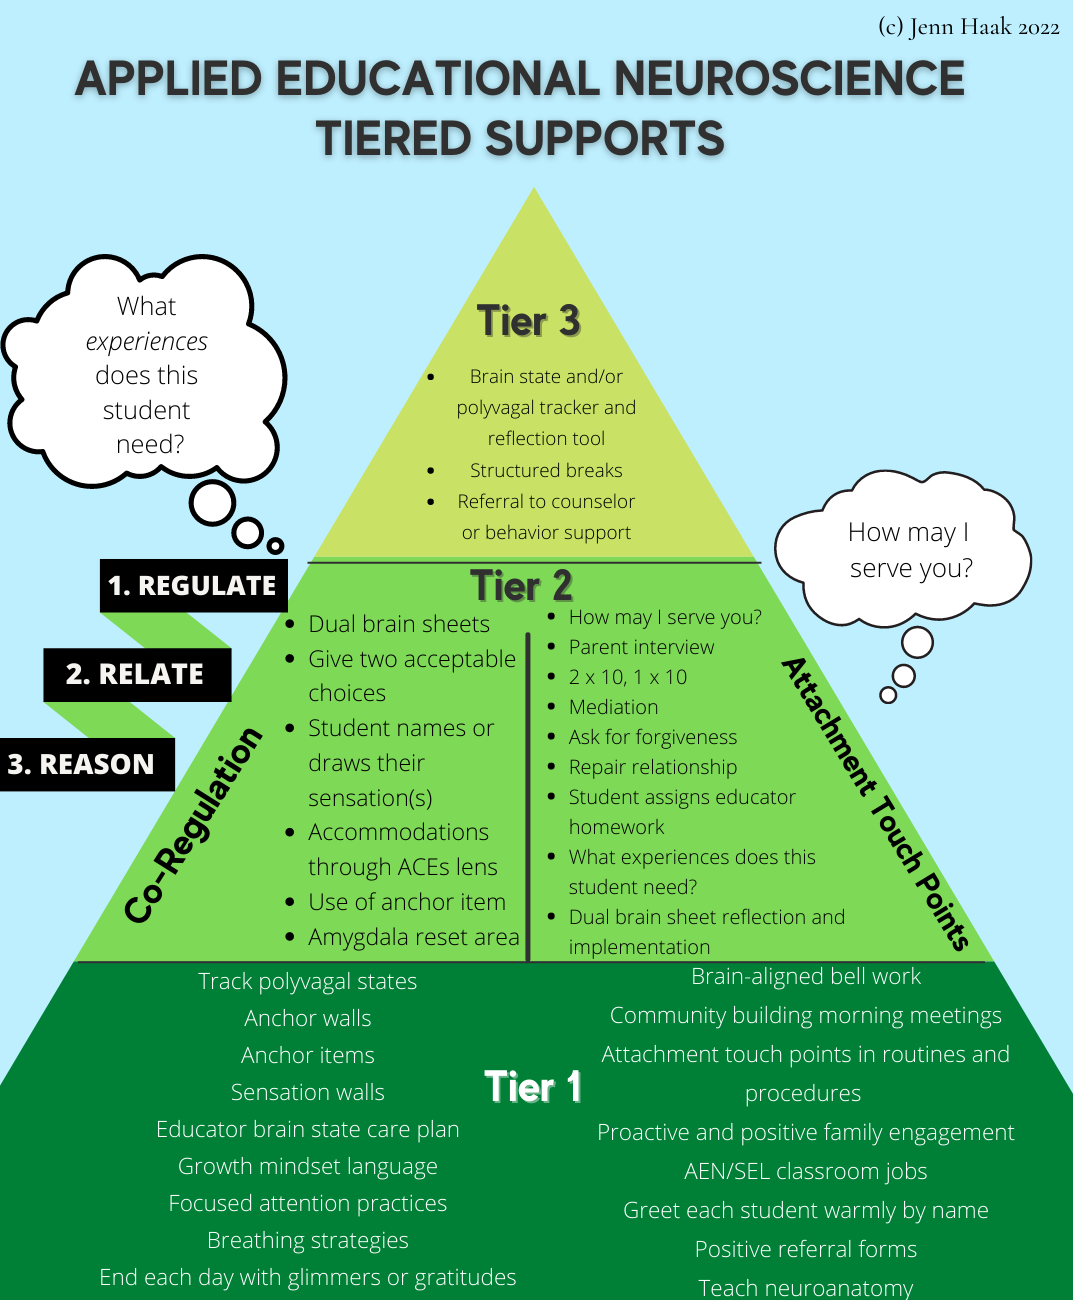 (c) Jenn Haak 2022
APPLIED EDUCATIONAL NEUROSCIENCE
TIERED SUPPORTS
What
experiences
does this
student
need?
Tier 3
• Brain state and/or
polyvagal tracker and
reflection tool
• Structured breaks
• Referral to counselor
or behavior support
How may I
serve you?
1. REGULATE
2. RELATE
3. REASON
Tier 2
Co-Regulation
• Dual brain sheets
• Give two acceptable
choices
• Student names or
draws their
sensation(s)
• Accommodations
through ACEs lens
• Use of anchor item
• Amygdala reset area
• How may I serve you?
• Parent interview
• 2 x 10, 1 x 10
• Mediation
• Ask for forgiveness
• Repair relationship
• Student assigns educator
homework
• What experiences does this
student need?
• Dual brain sheet reflection and
implementation
Attachment Touch Points
Tier 1
Track polyvagal states
Anchor walls
Anchor items
Sensation walls
Educator brain state care plan
Growth mindset language
Focused attention practices
Breathing strategies
End each day with glimmers or gratitudes
Brain-aligned bell work
Community building morning meetings
Attachment touch points in routines and
procedures
Proactive and positive family engagement
AEN/SEL classroom jobs
Greet each student warmly by name
Positive referral forms
Teach neuroanatomy